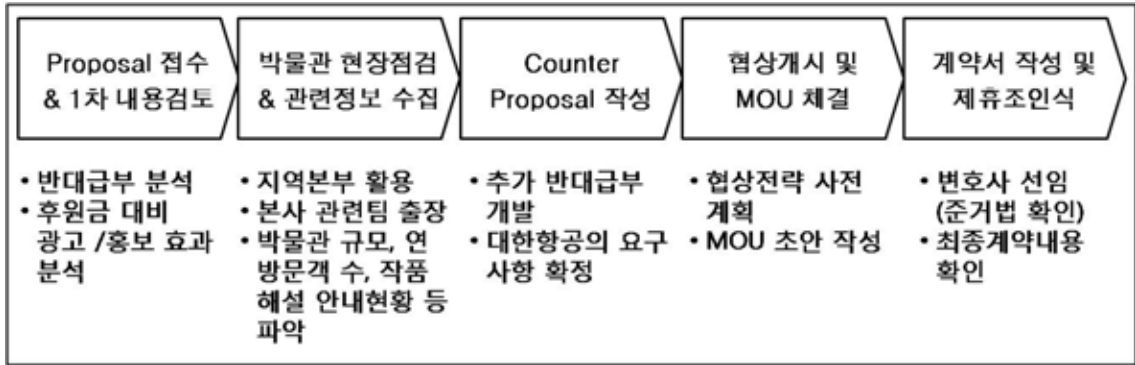 Proposal 접수
& 1차 내용검토
박물관 현장점검
& 관련정보 수집
Counter
Proposal 작성
협상개시 및
MOU 체결
계약서 작성 및
제휴조인식
• 반대급부 분석
• 후원금 대비
광고 /홍보 효과
분석
• 지역본부 활용
• 본사 관련팀 출장
• 박물관 규모, 연
방문객 수, 작품
해설 안내현황 등
파악
• 추가 반대급부
개발
• 대한항공의 요구
사항 확정
• 협상전략 사전
계획
• MOU 초안 작성
• 변호사 선임
(준거법 확인)
• 최종계약내용
확인